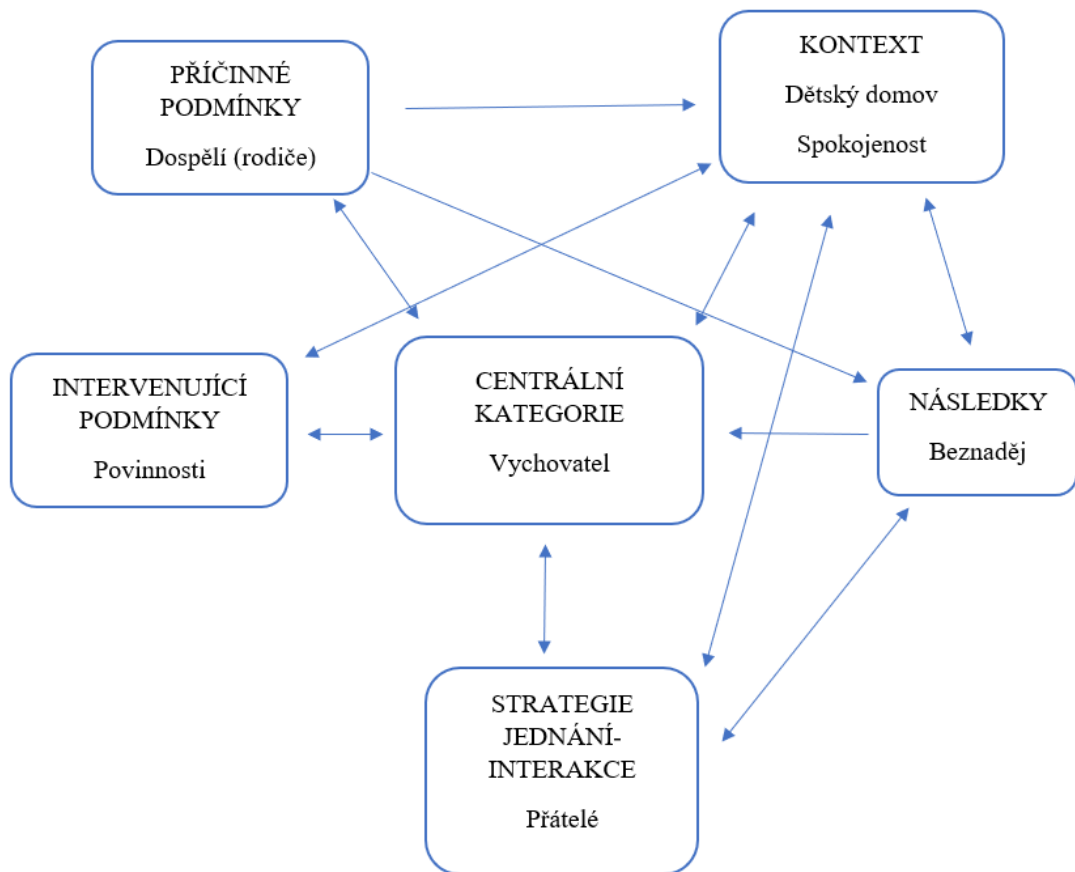 PŘÍČINNÉ
PODMÍNKY
Dospělí (rodiče)
KONTEXT
Dětský domov
Spokojenost
INTERVENUJÍCÍ
PODMÍNKY
Povinnosti
CENTRÁLNÍ
KATEGORIE
Vychovatel
NÁSLEDKY
Beznaděj
STRATEGIE
JEDNÁNÍ-
INTERAKCE
Přátelé